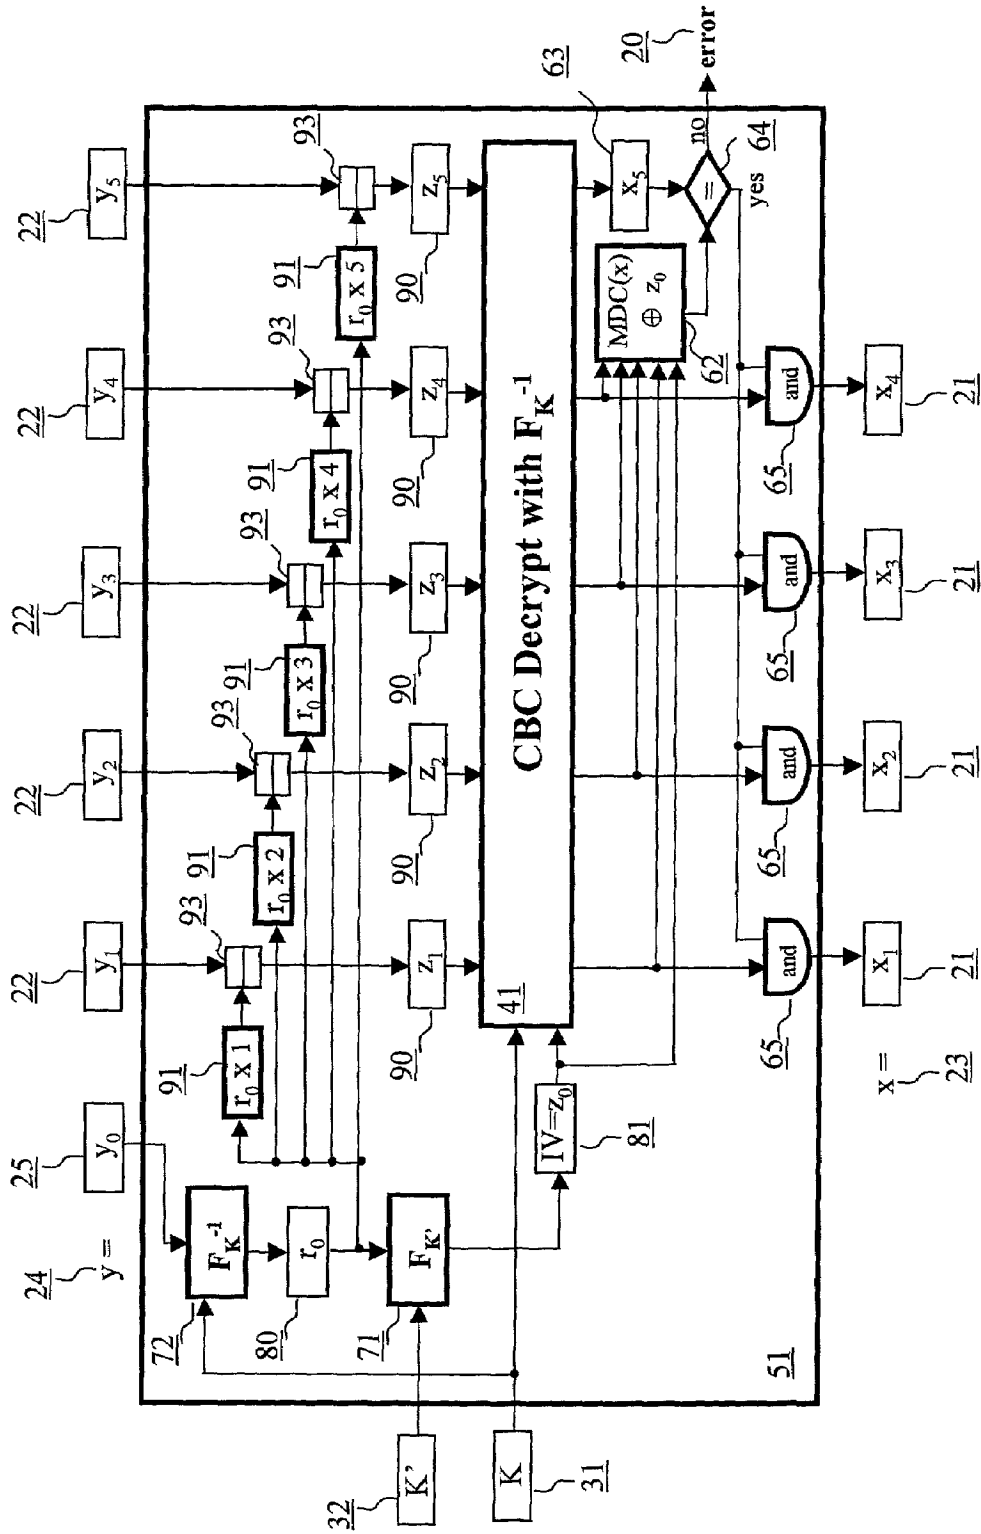 24
y =
25
y₀
22
y₁
22
y₂
22
y₃
22
y₄
22
y₅
20
error
72
F_K⁻¹
91
r₀ x 1
93
91
r₀ x 2
93
91
r₀ x 3
93
91
r₀ x 4
93
91
r₀ x 5
93
80
r₀
71
F_K'
90
z₁
90
z₂
90
z₃
90
z₄
90
z₅
32
K'
31
K
41
CBC Decrypt with F_K⁻¹
IV=z₀
81
63
x₅
MDC(x)
⊕ z₀
62
=
64
no
yes
51
65
and
65
and
65
and
65
and
x =
23
x₁
21
x₂
21
x₃
21
x₄
21